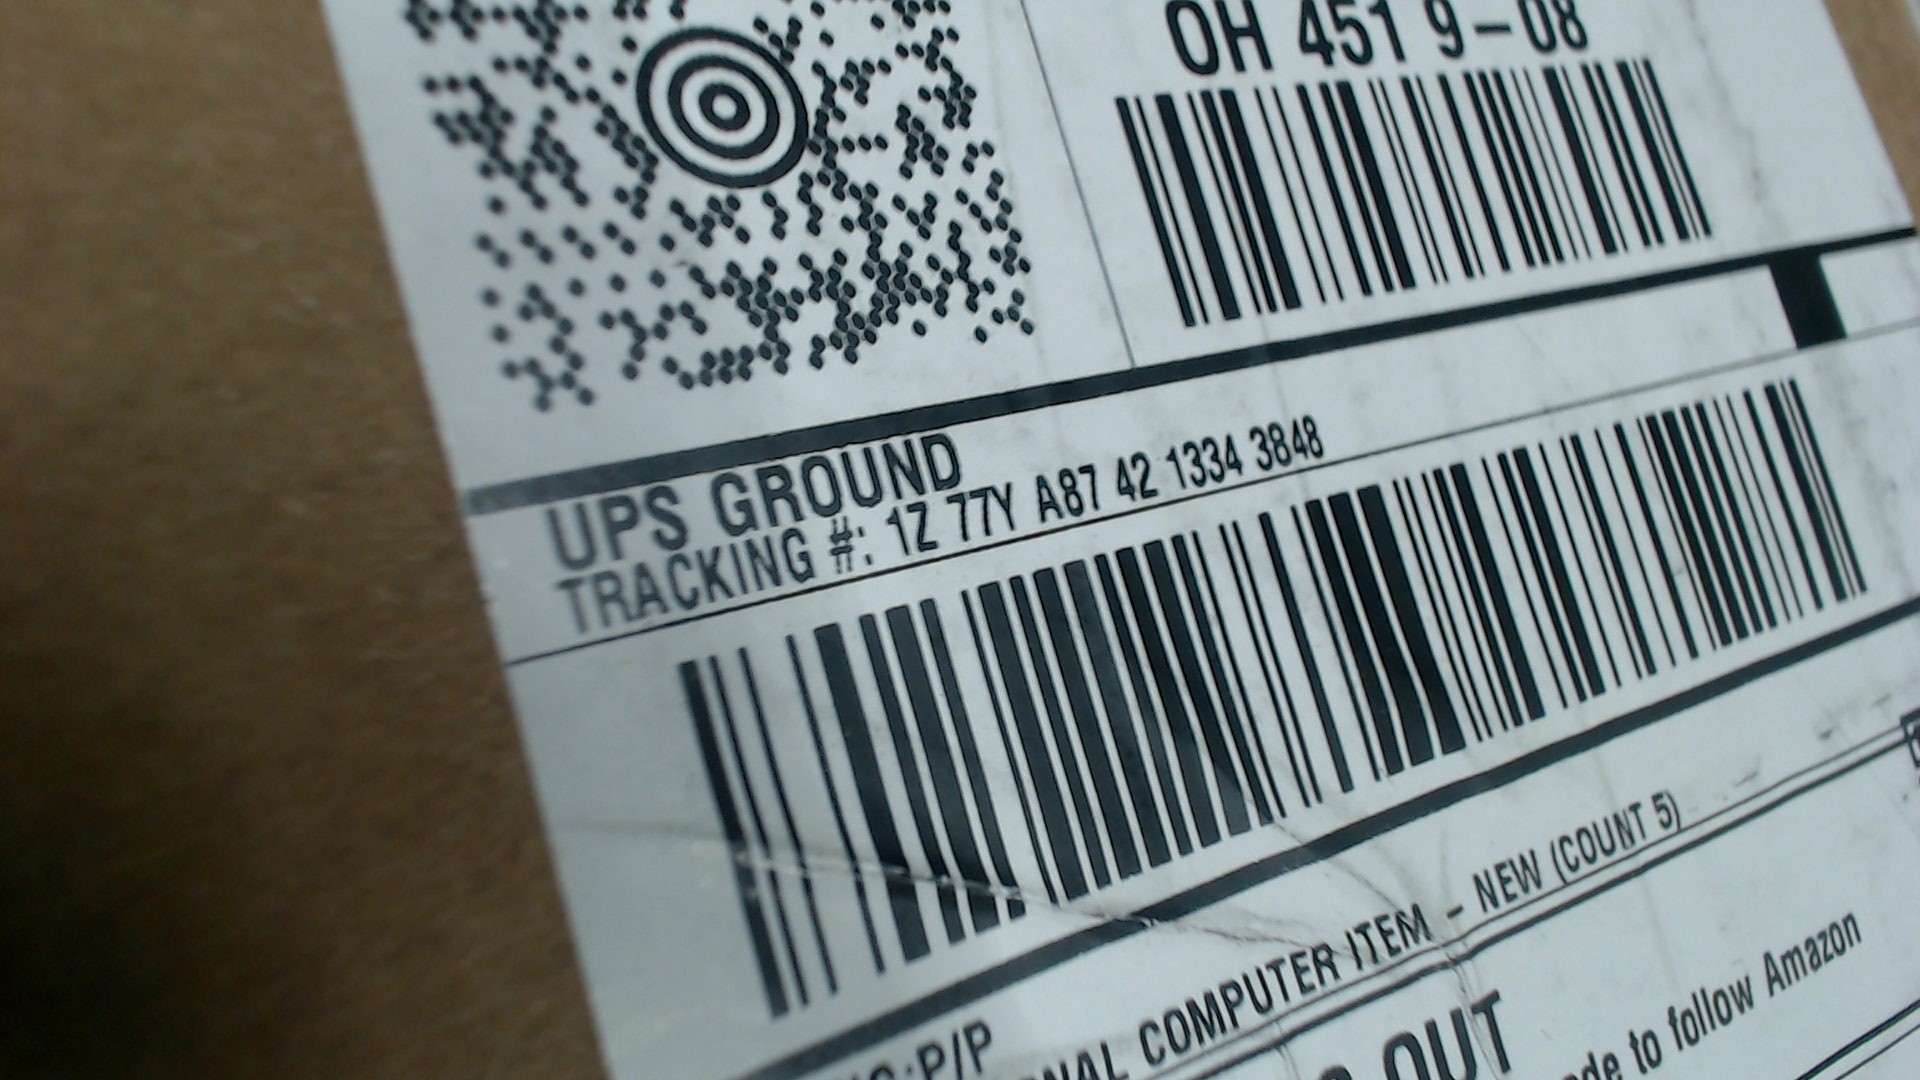 OH 451 9-08
UPS GROUND
TRACKING #: 1Z 77Y A87 42 1334 3848
P/P
COMPUTER ITEM - NEW (COUNT 5)
OUT
to follow Amazon